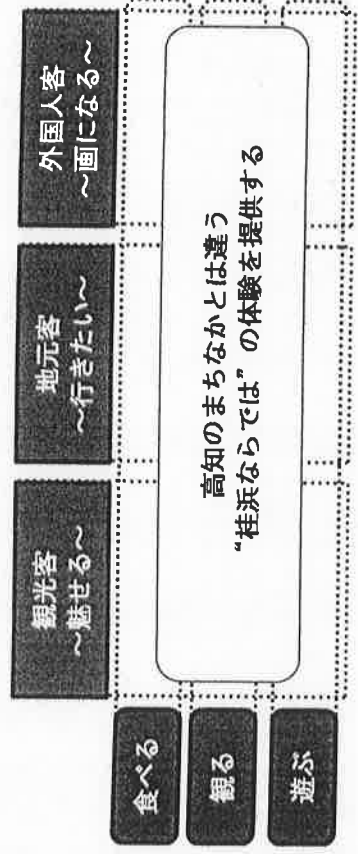 観光客
～魅せる～
地元客
～行きたい～
外国人客
～画になる～
食べる
観る
遊ぶ
高知のまちなかとは違う
“桂浜ならでは”の体験を提供する